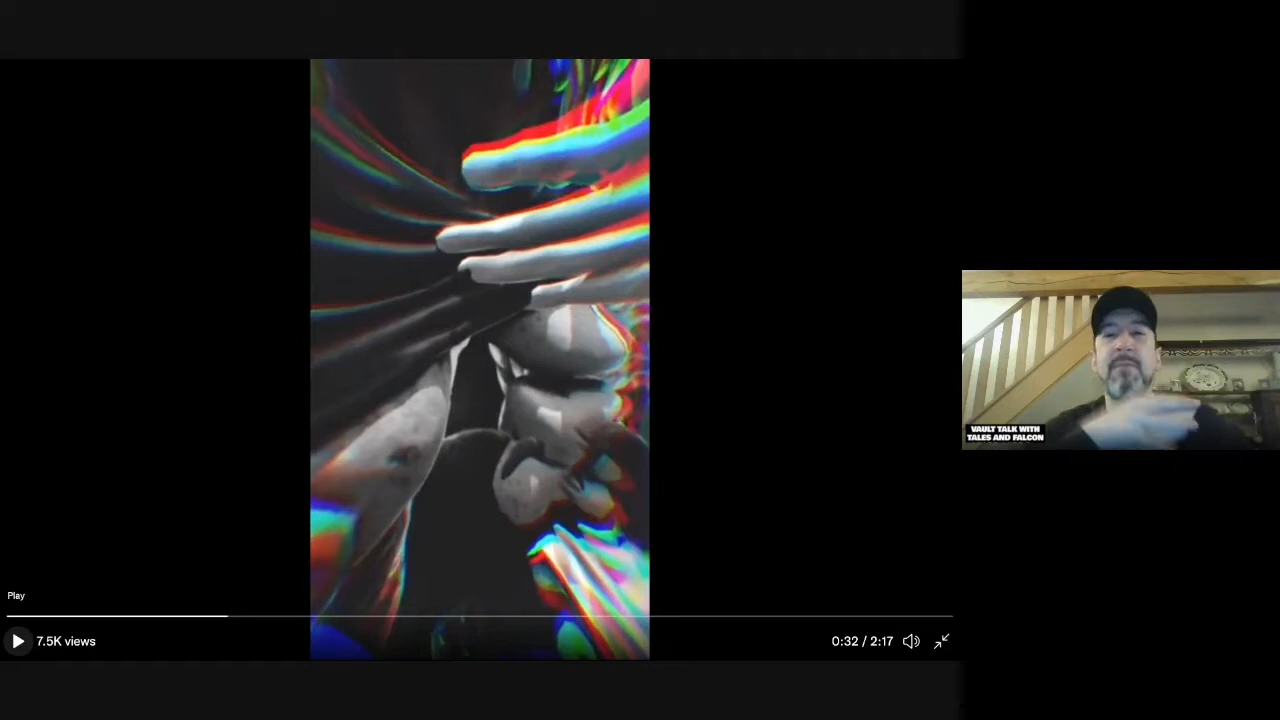 Play
7.5K views
0:32 / 2:17
VAULT TALK WITH
TALES AND FALCON